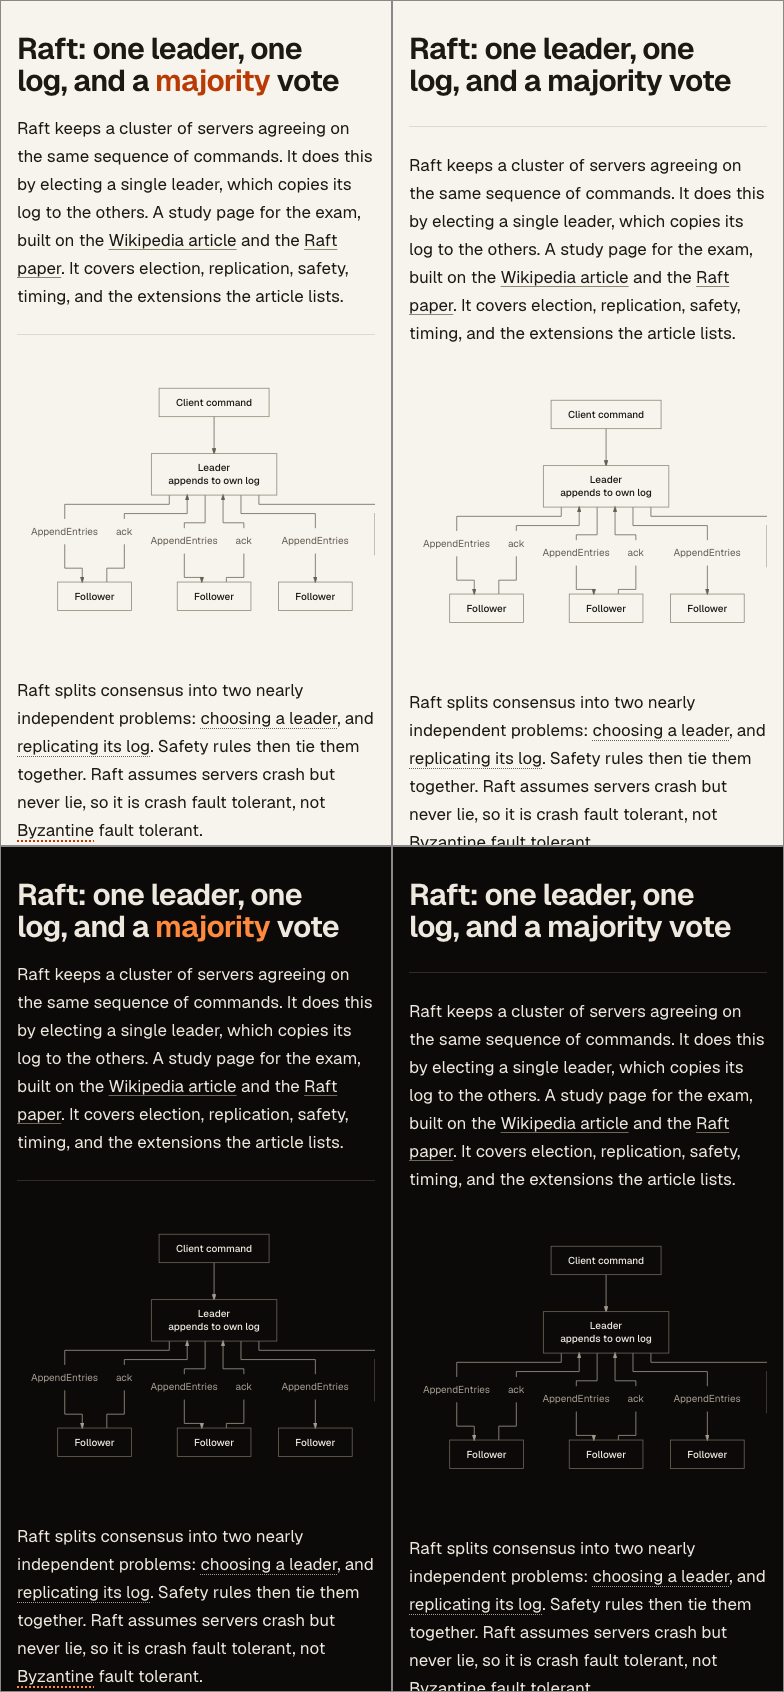 Raft: one leader, one
log, and a majority vote
Raft keeps a cluster of servers agreeing on
the same sequence of commands. It does this
by electing a single leader, which copies its
log to the others. A study page for the exam,
built on the Wikipedia article and the Raft
paper. It covers election, replication, safety,
timing, and the extensions the article lists.
Client command
Leader
appends to own log
AppendEntries ack AppendEntries ack AppendEntries
Follower Follower Follower
Raft splits consensus into two nearly
independent problems: choosing a leader, and
replicating its log. Safety rules then tie them
together. Raft assumes servers crash but
never lie, so it is crash fault tolerant, not
Byzantine fault tolerant.
Raft: one leader, one
log, and a majority vote
Raft keeps a cluster of servers agreeing on
the same sequence of commands. It does this
by electing a single leader, which copies its
log to the others. A study page for the exam,
built on the Wikipedia article and the Raft
paper. It covers election, replication, safety,
timing, and the extensions the article lists.
Client command
Leader
appends to own log
AppendEntries ack AppendEntries ack AppendEntries
Follower Follower Follower
Raft splits consensus into two nearly
independent problems: choosing a leader, and
replicating its log. Safety rules then tie them
together. Raft assumes servers crash but
never lie, so it is crash fault tolerant, not
Byzantine fault tolerant.
Raft: one leader, one
log, and a majority vote
Raft keeps a cluster of servers agreeing on
the same sequence of commands. It does this
by electing a single leader, which copies its
log to the others. A study page for the exam,
built on the Wikipedia article and the Raft
paper. It covers election, replication, safety,
timing, and the extensions the article lists.
Client command
Leader
appends to own log
AppendEntries ack AppendEntries ack AppendEntries
Follower Follower Follower
Raft splits consensus into two nearly
independent problems: choosing a leader, and
replicating its log. Safety rules then tie them
together. Raft assumes servers crash but
never lie, so it is crash fault tolerant, not
Byzantine fault tolerant.
Raft: one leader, one
log, and a majority vote
Raft keeps a cluster of servers agreeing on
the same sequence of commands. It does this
by electing a single leader, which copies its
log to the others. A study page for the exam,
built on the Wikipedia article and the Raft
paper. It covers election, replication, safety,
timing, and the extensions the article lists.
Client command
Leader
appends to own log
AppendEntries ack AppendEntries ack AppendEntries
Follower Follower Follower
Raft splits consensus into two nearly
independent problems: choosing a leader, and
replicating its log. Safety rules then tie them
together. Raft assumes servers crash but
never lie, so it is crash fault tolerant, not
Byzantine fault tolerant.